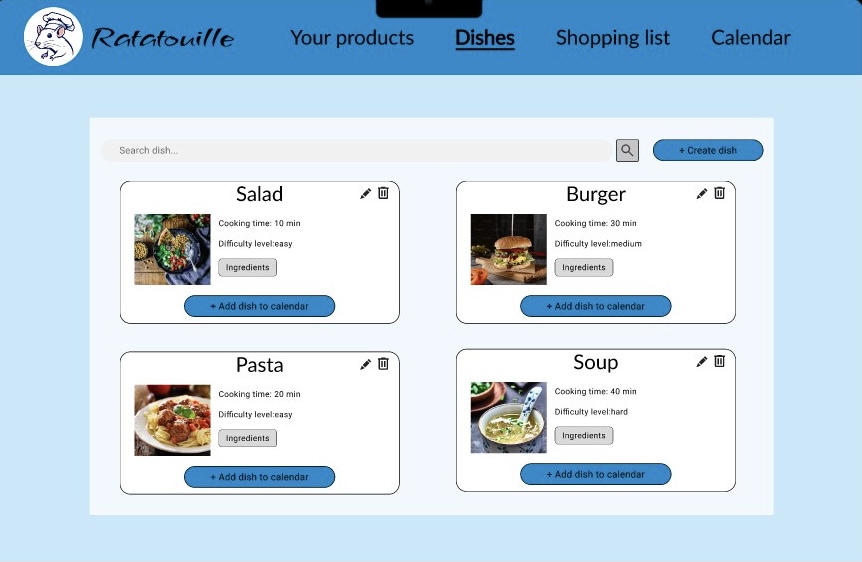 Ratatouille Your products Dishes Shopping list Calendar
Search dish... + Create dish
Salad
Cooking time: 10 min
Difficulty level:easy
Ingredients
+ Add dish to calendar
Burger
Cooking time: 30 min
Difficulty level:medium
Ingredients
+ Add dish to calendar
Pasta
Cooking time: 20 min
Difficulty level:easy
Ingredients
+ Add dish to calendar
Soup
Cooking time: 40 min
Difficulty level:hard
Ingredients
+ Add dish to calendar